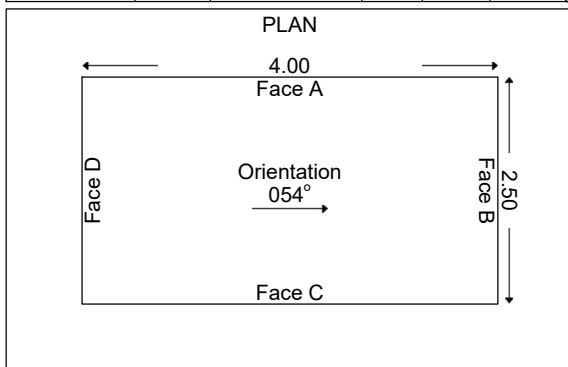 PLAN
4.00
Face A
Face D
Orientation
054°
Face B
2.50
Face C